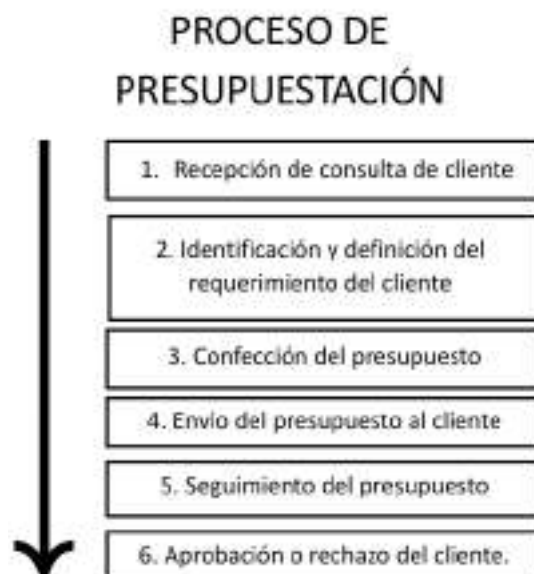 PROCESO DE
PRESUPUESTACIÓN
1. Recepción de consulta de cliente
2. Identificación y definición del
requerimiento del cliente
3. Confección del presupuesto
4. Envío del presupuesto al cliente
5. Seguimiento del presupuesto
6. Aprobación o rechazo del cliente.